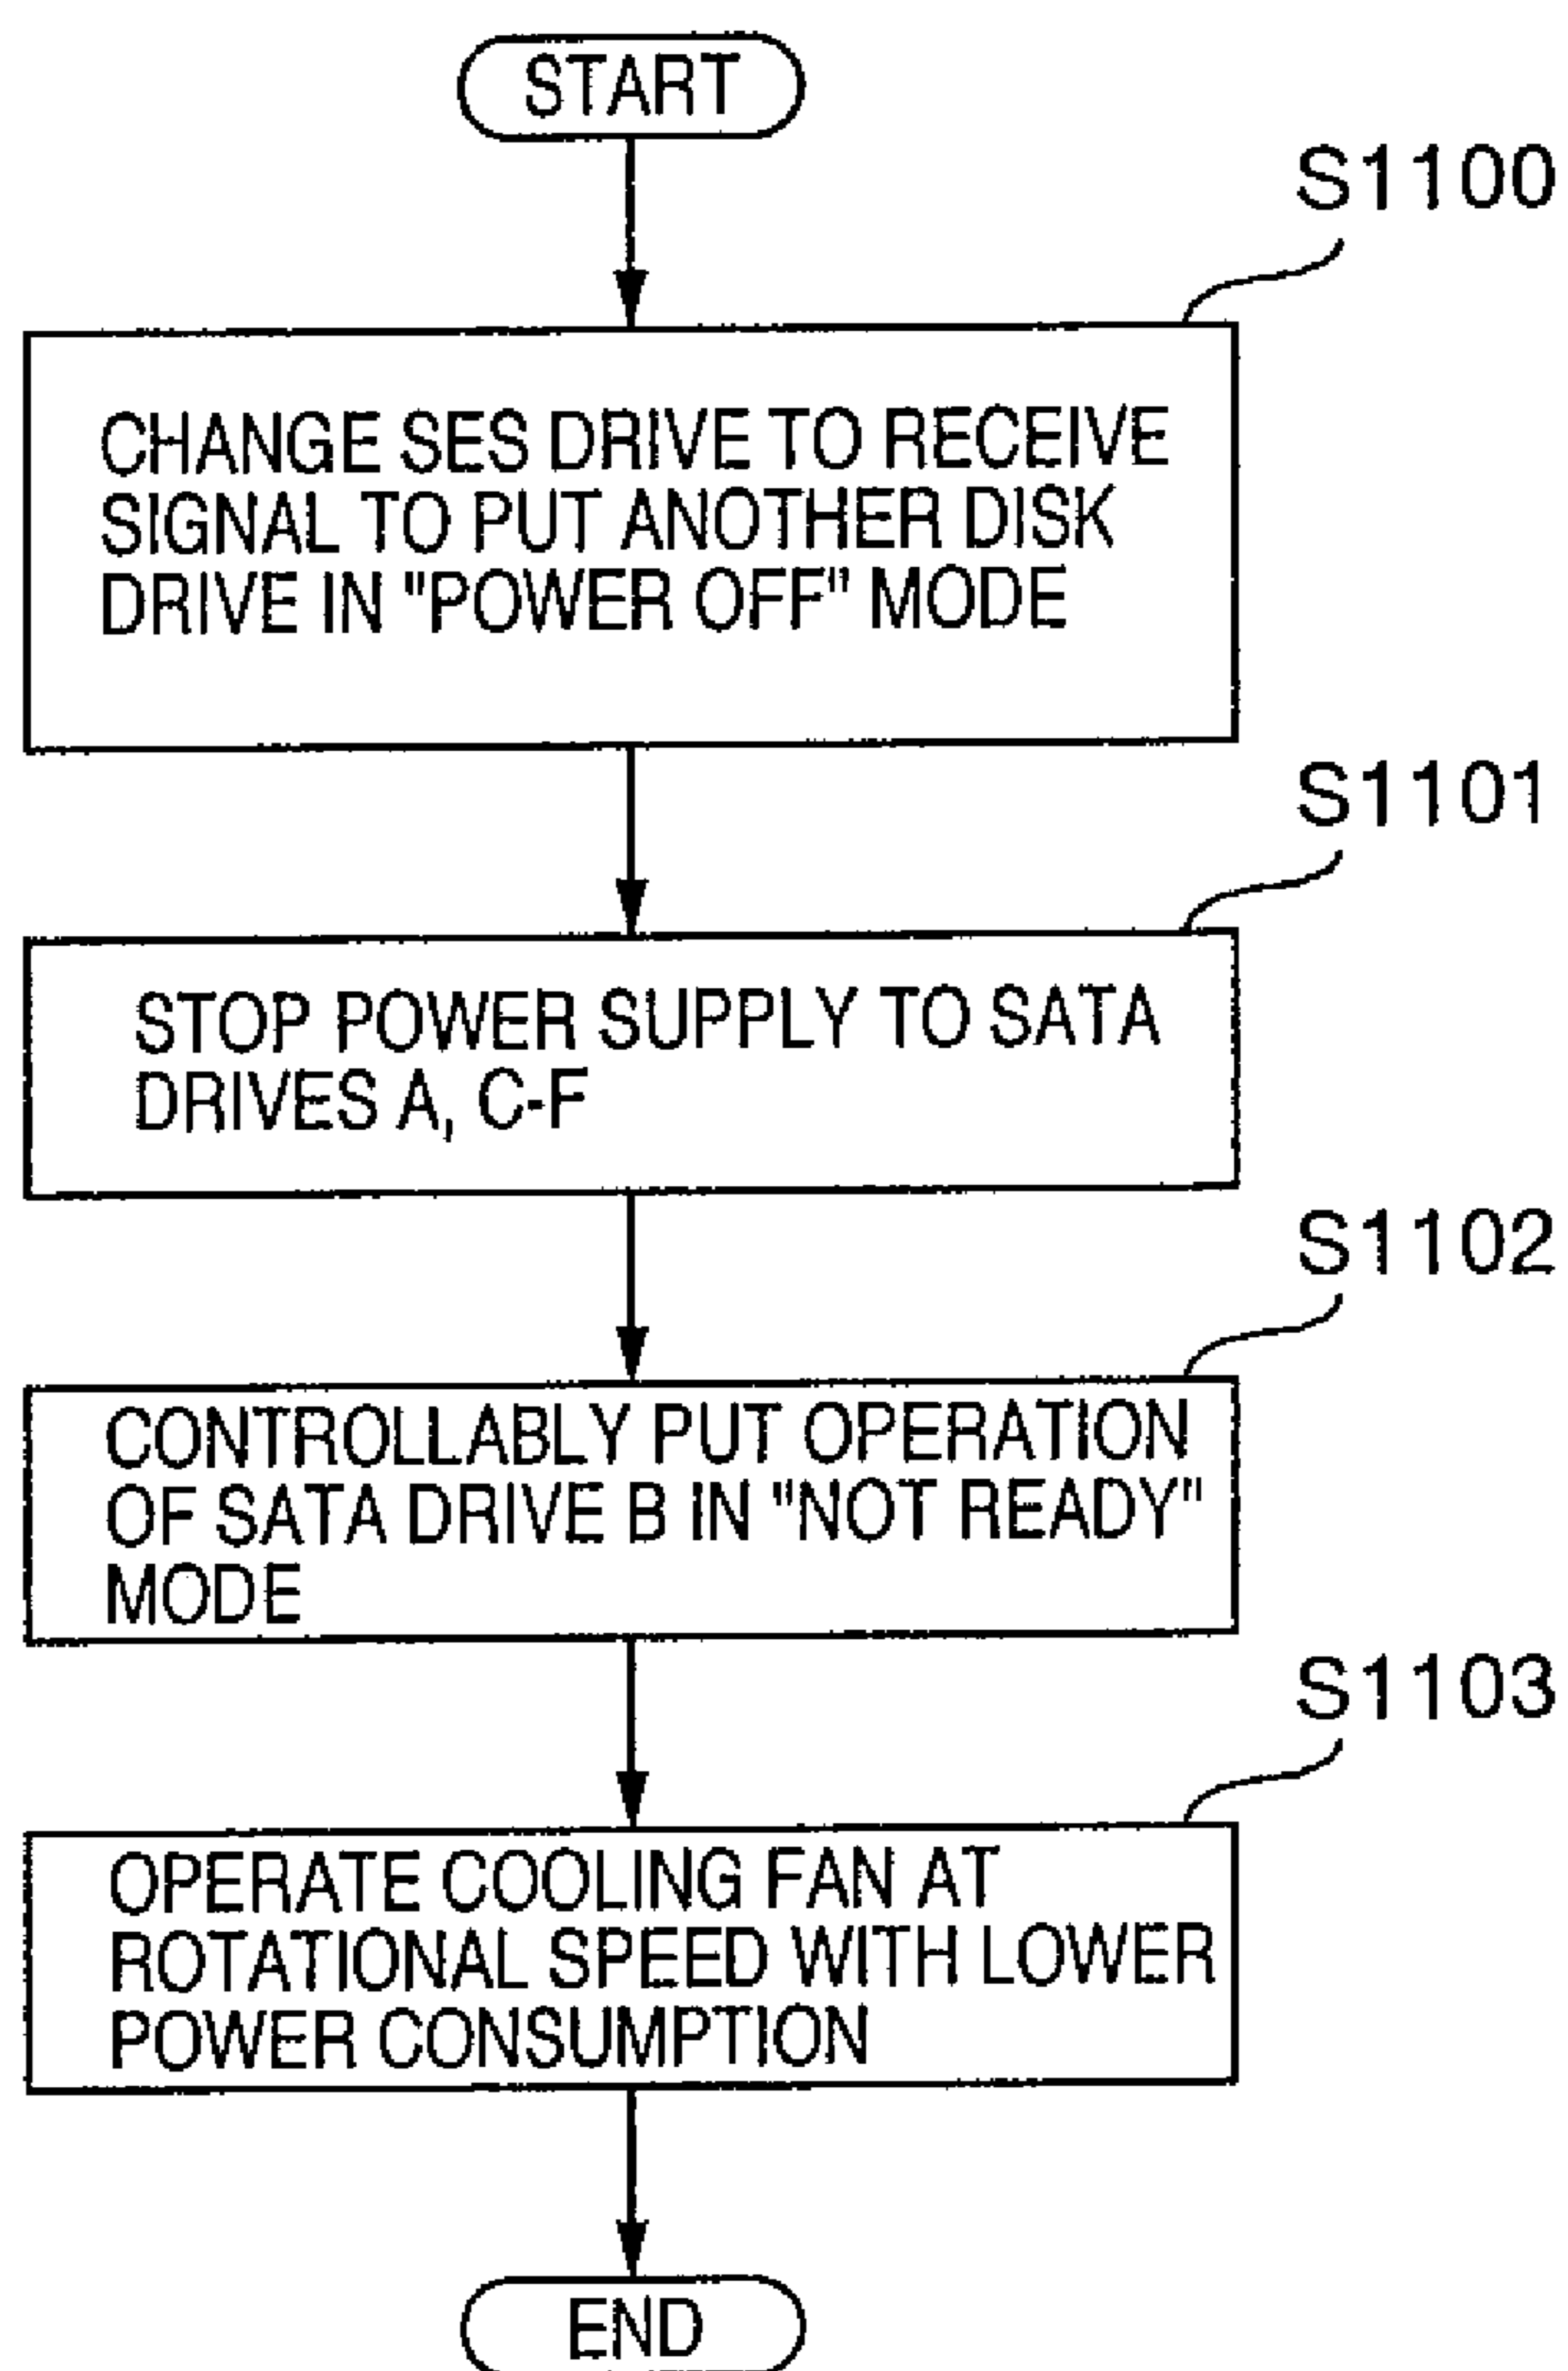 START
S1100
CHANGE SES DRIVE TO RECEIVE
SIGNAL TO PUT ANOTHER DISK
DRIVE IN "POWER OFF" MODE
S1101
STOP POWER SUPPLY TO SATA
DRIVES A, C-F
S1102
CONTROLLABLY PUT OPERATION
OF SATA DRIVE B IN "NOT READY"
MODE
S1103
OPERATE COOLING FAN AT
ROTATIONAL SPEED WITH LOWER
POWER CONSUMPTION
END